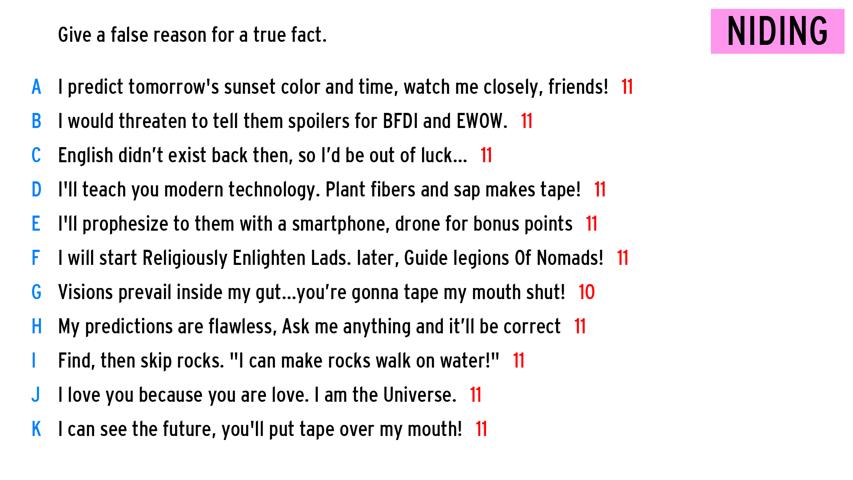 Give a false reason for a true fact.
NIDING
A I predict tomorrow's sunset color and time, watch me closely, friends! 11
B I would threaten to tell them spoilers for BFDI and EWOW. 11
C English didn’t exist back then, so I’d be out of luck... 11
D I'll teach you modern technology. Plant fibers and sap makes tape! 11
E I'll prophesize to them with a smartphone, drone for bonus points 11
F I will start Religiously Enlighten Lads. later, Guide legions Of Nomads! 11
G Visions prevail inside my gut...you’re gonna tape my mouth shut! 10
H My predictions are flawless, Ask me anything and it’ll be correct 11
I Find, then skip rocks. "I can make rocks walk on water!" 11
J I love you because you are love. I am the Universe. 11
K I can see the future, you'll put tape over my mouth! 11